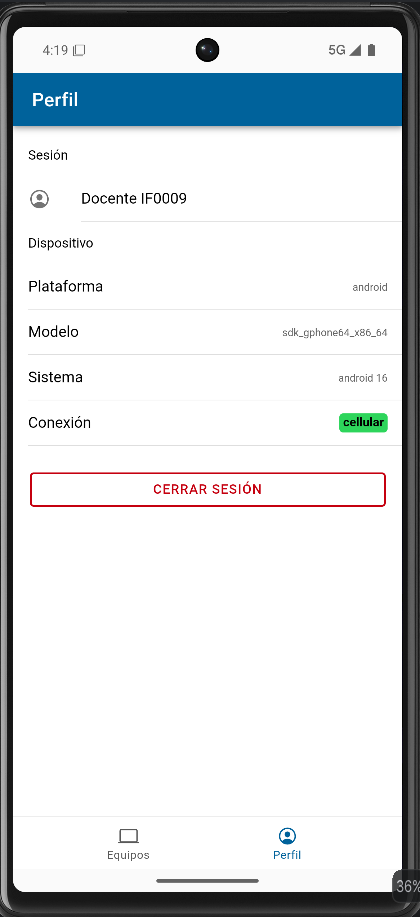 4:19 5G
Perfil
Sesión
Docente IF0009
Dispositivo
Plataforma android
Modelo sdk_gphone64_x86_64
Sistema android 16
Conexión cellular
CERRAR SESIÓN
Equipos Perfil
36%